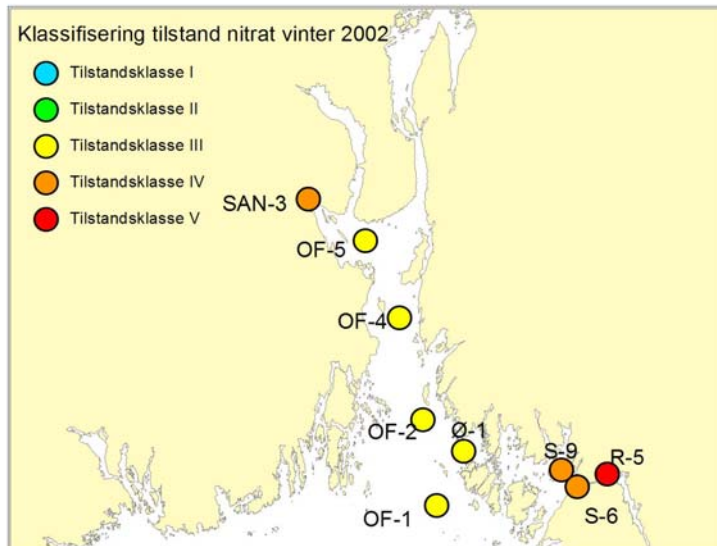 Klassifisering tilstand nitrat vinter 2002
Tilstandsklasse I
Tilstandsklasse II
Tilstandsklasse III
Tilstandsklasse IV
Tilstandsklasse V
SAN-3
OF-5
OF-4
OF-2
Ø-1
S-9
R-5
S-6
OF-1